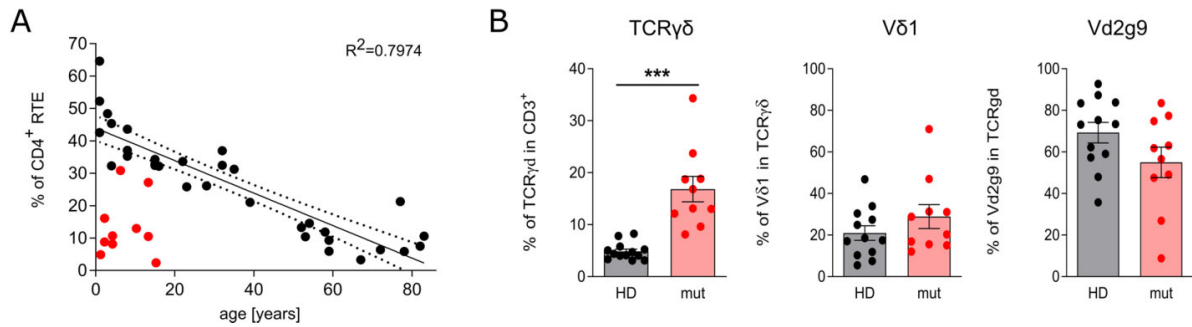 A
R²=0.7974
% of CD4⁺ RTE
70
60
50
40
30
20
10
0
0
20
40
60
80
age [years]
B
TCRγδ
***
% of TCRγd in CD3⁺
40
30
20
10
0
HD
mut
Vδ1
% of Vδ1 in TCRγδ
100
80
60
40
20
0
HD
mut
Vd2g9
% of Vd2g9 in TCRgd
100
80
60
40
20
0
HD
mut